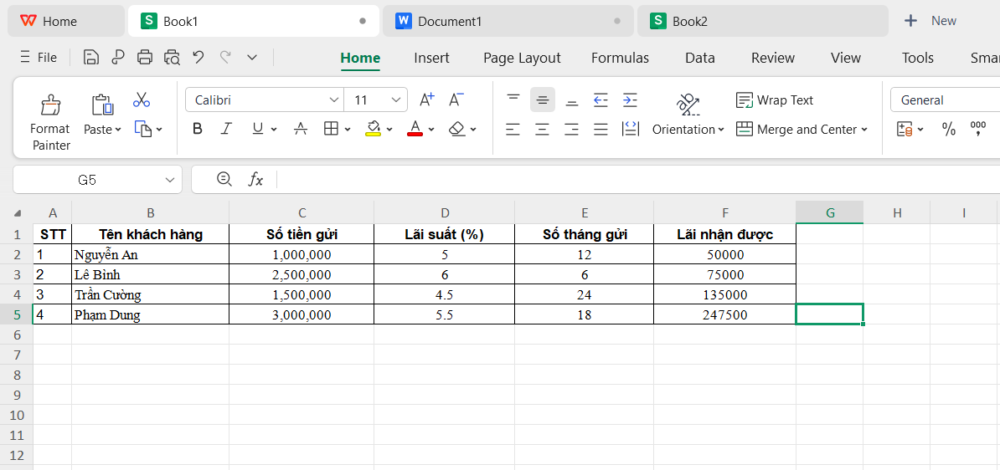 Home Book1 Document1 Book2 New
File Home Insert Page Layout Formulas Data Review View Tools Smar
Calibri 11 A+ A- Wrap Text General
Format Painter Paste B I U A A Orientation Merge and Center % 000
G5 fx
A B C D E F G H I
1 STT Tên khách hàng Số tiền gửi Lãi suất (%) Số tháng gửi Lãi nhận được
2 1 Nguyễn An 1,000,000 5 12 50000
3 2 Lê Bình 2,500,000 6 6 75000
4 3 Trần Cường 1,500,000 4.5 24 135000
5 4 Phạm Dung 3,000,000 5.5 18 247500
6
7
8
9
10
11
12